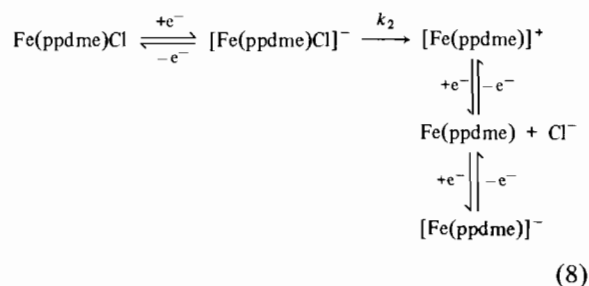 Fe(ppdme)Cl +e⁻ ⇌ −e⁻ [Fe(ppdme)Cl]⁻ k₂ → [Fe(ppdme)]⁺
+e⁻ ⇌ −e⁻
Fe(ppdme) + Cl⁻
+e⁻ ⇌ −e⁻
[Fe(ppdme)]⁻
(8)